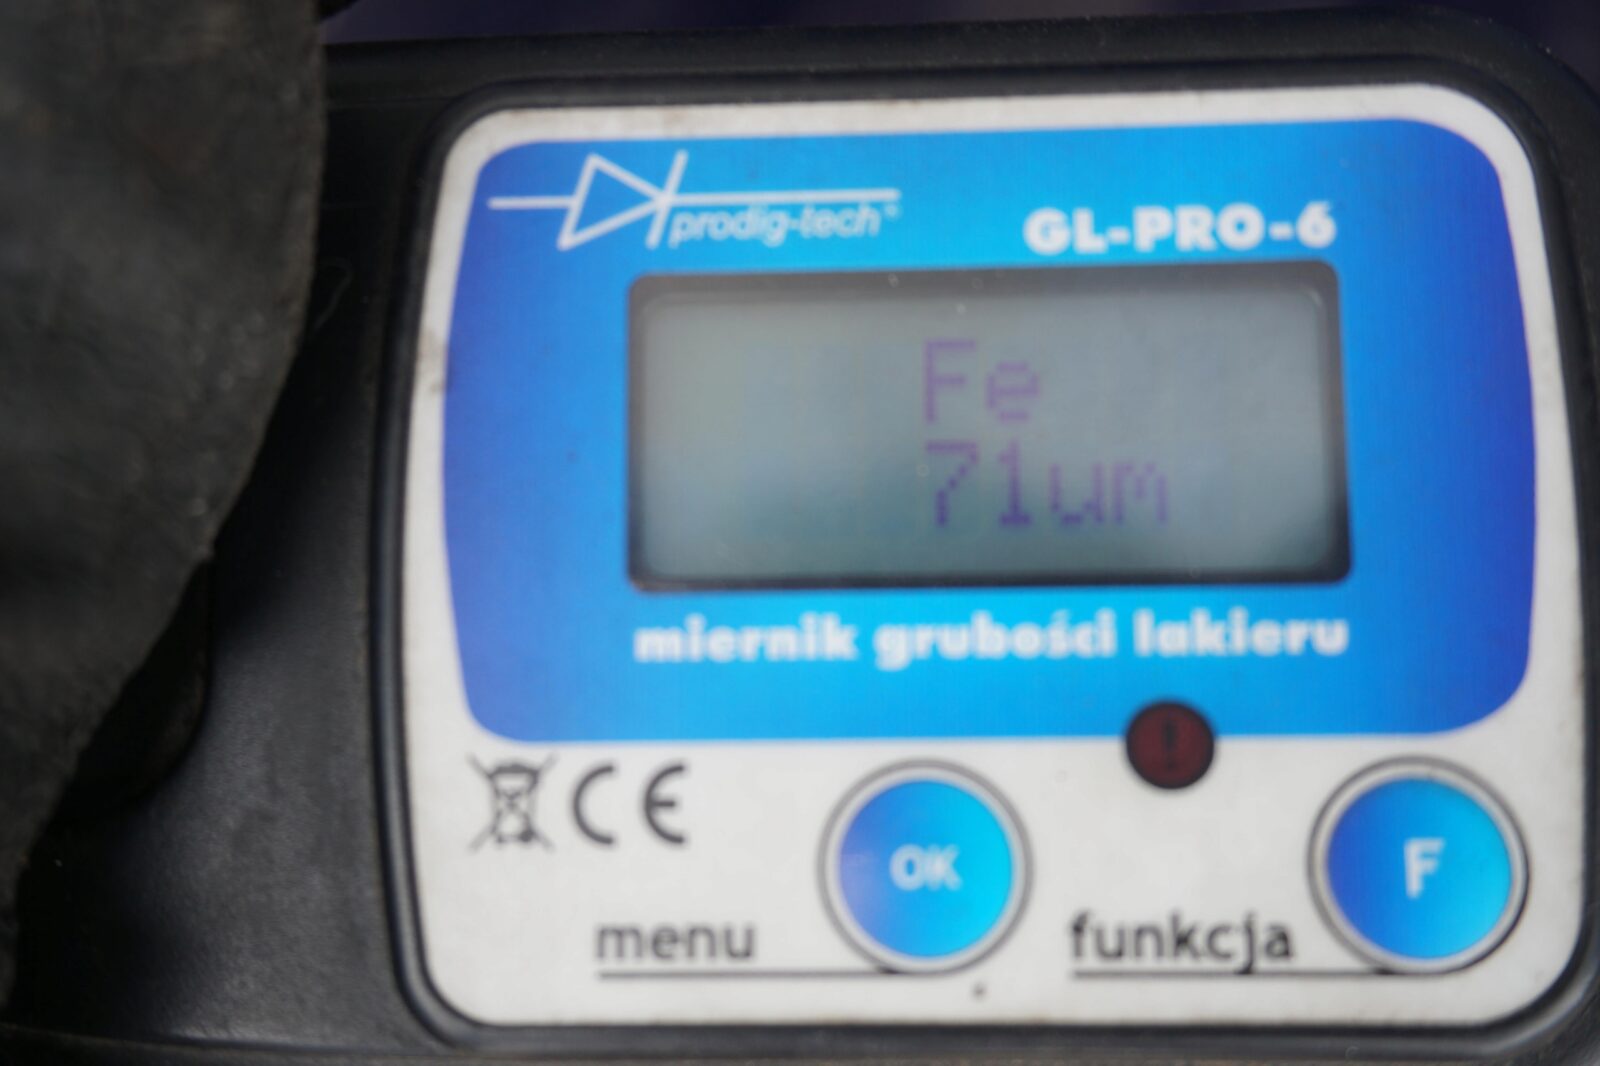 prodig-tech®
GL-PRO-6
Fe
71um
miernik grubości lakieru
!
CE
OK
F
menu
funkcja